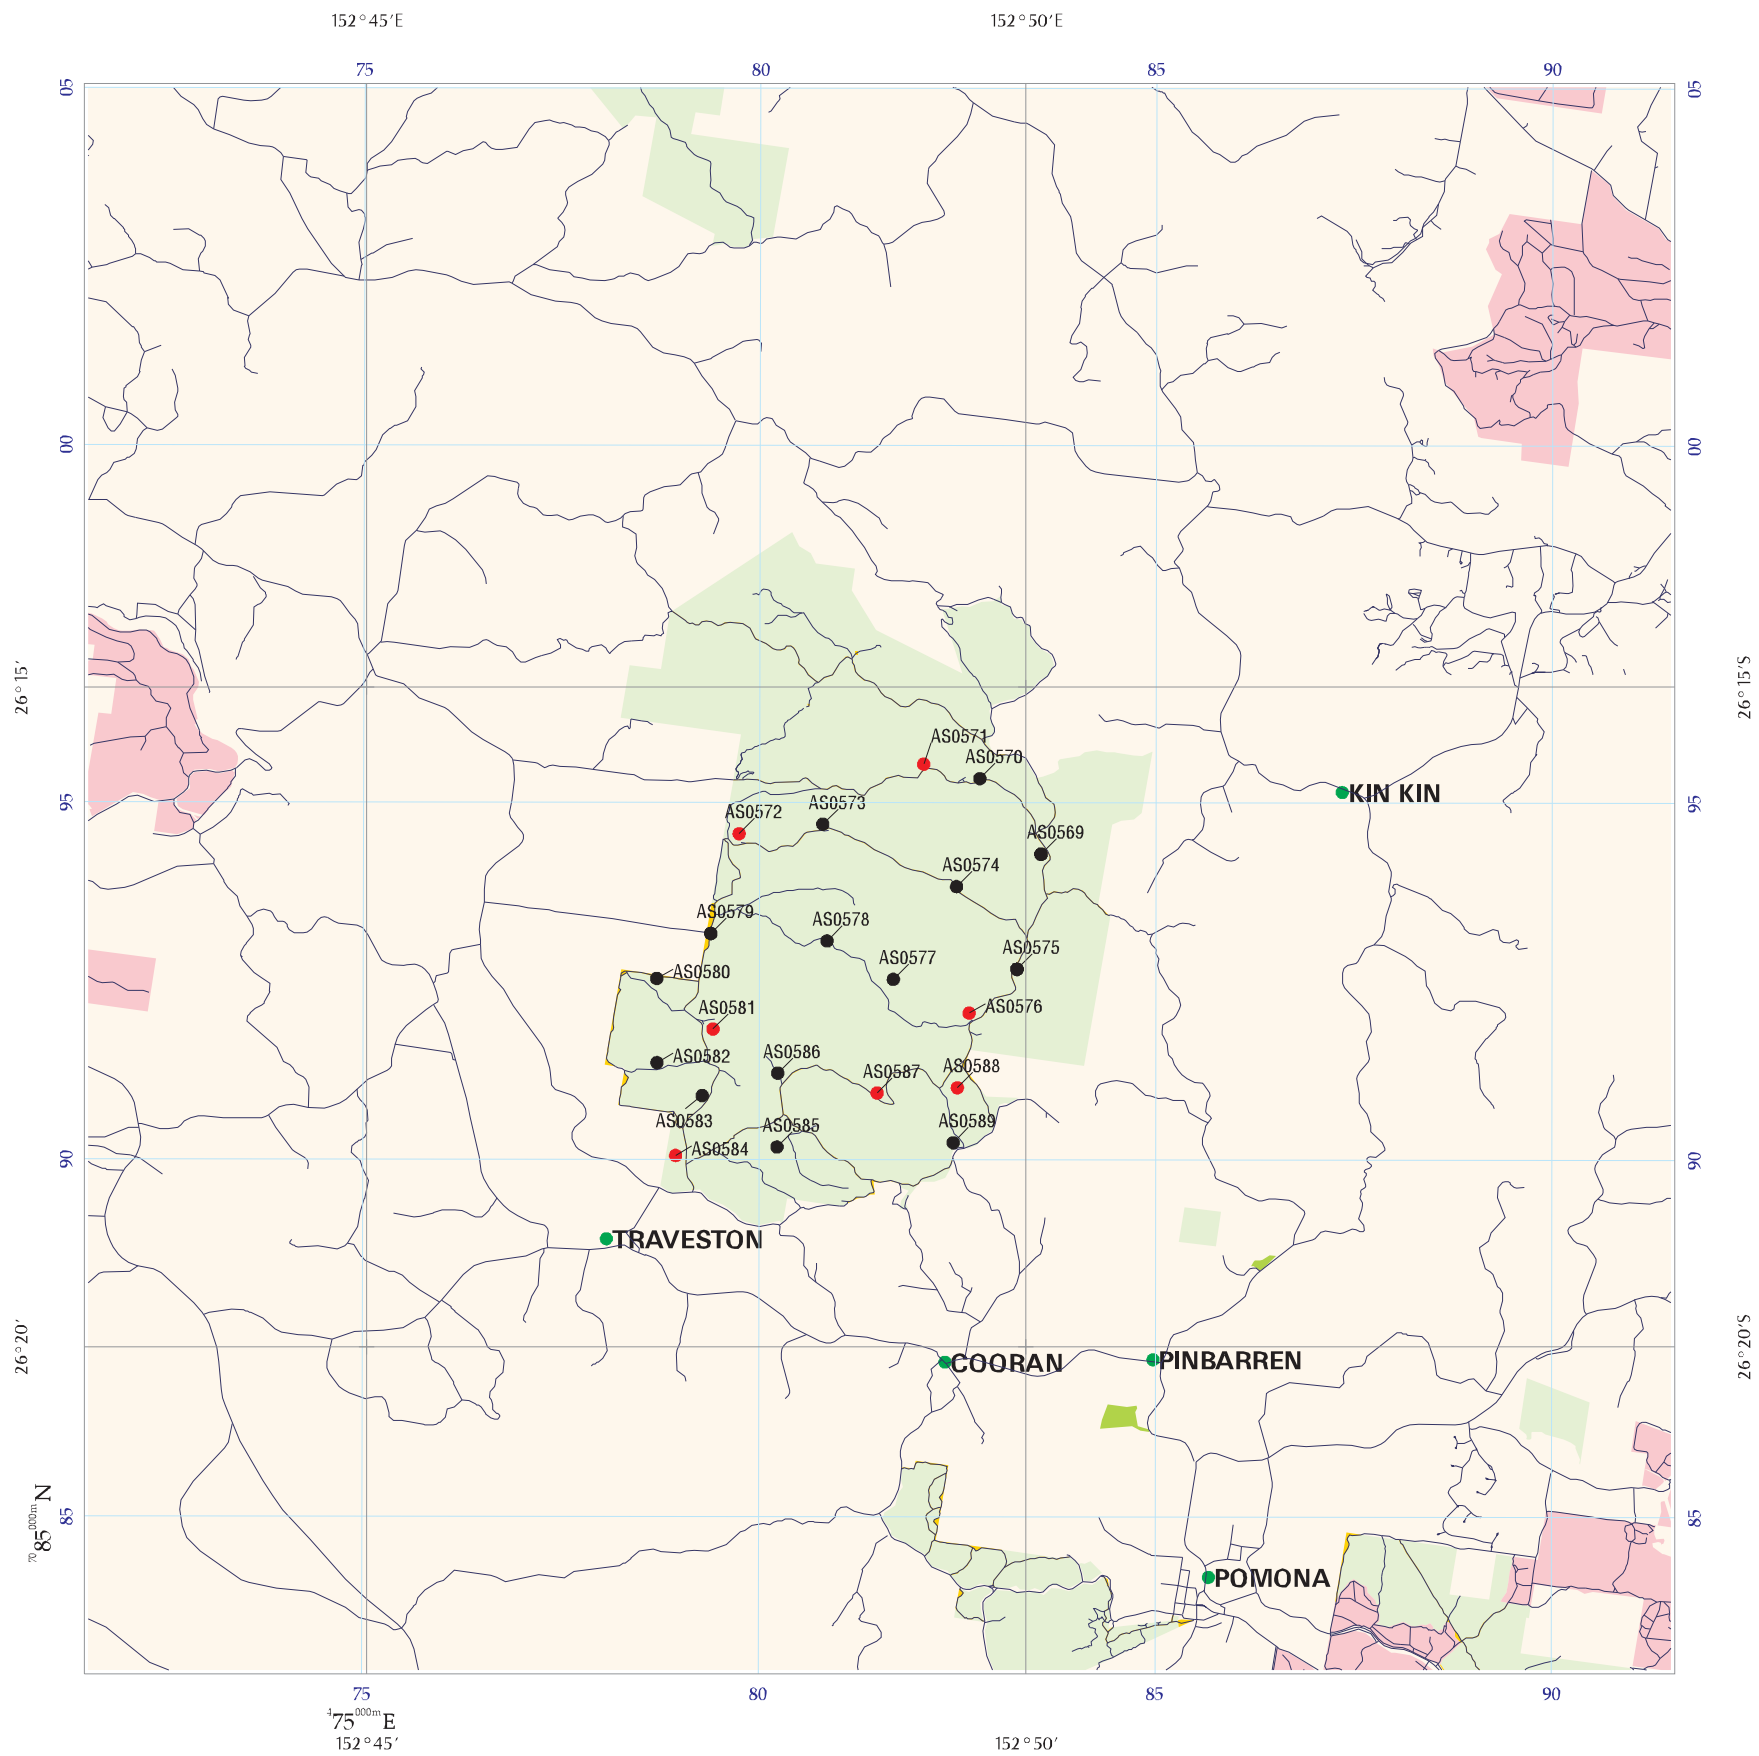 152°45'E 152°50'E
75 80 85 90
05 05
00 00
26°15' 26°15'S
AS0571
AS0570
KIN KIN
95 95
AS0573
AS0572
AS0569
AS0574
AS0579
AS0578
AS0577
AS0575
AS0580
AS0581
AS0576
AS0582
AS0586
AS0587
AS0588
AS0583
AS0585
AS0589
AS0584
90 90
TRAVESTON
26°20' 26°20'S
COORAN
PINBARREN
7085000m N
85 85
POMONA
75 80 85 90
475000m E
152°45' 152°50'